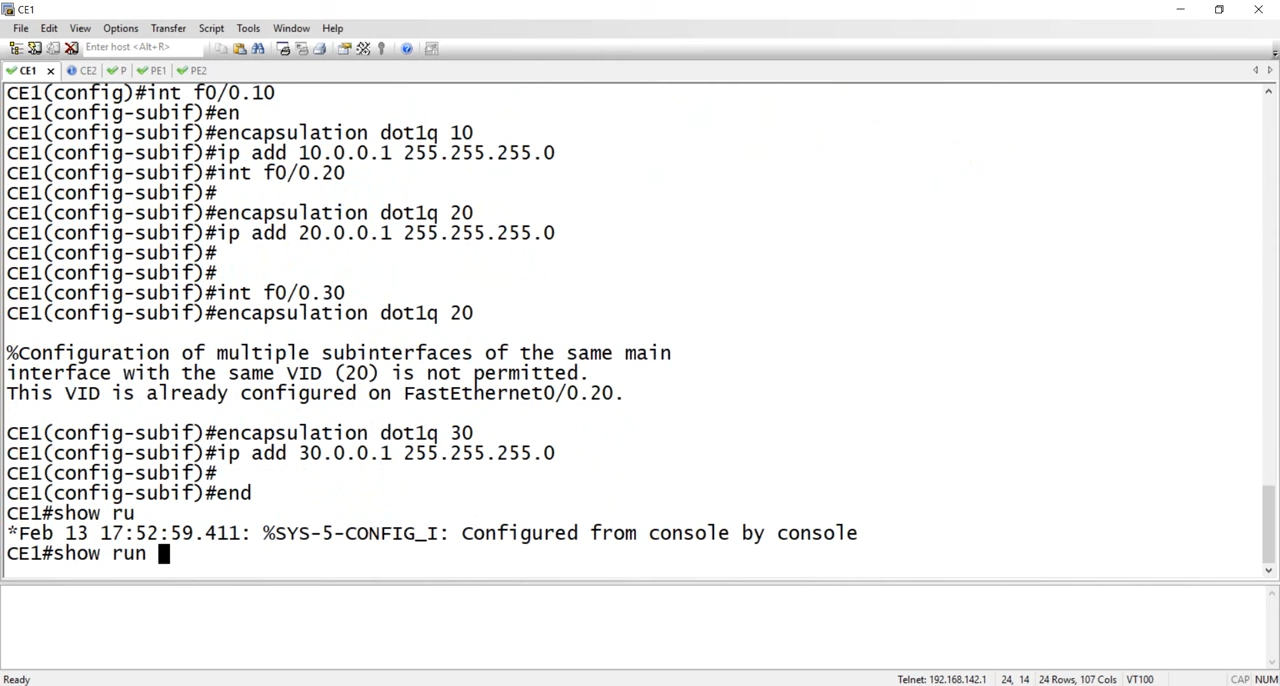 CE1
File Edit View Options Transfer Script Tools Window Help
Enter host <Alt+R>
CE1 CE2 P PE1 PE2
CE1(config)#int f0/0.10
CE1(config-subif)#en
CE1(config-subif)#encapsulation dot1q 10
CE1(config-subif)#ip add 10.0.0.1 255.255.255.0
CE1(config-subif)#int f0/0.20
CE1(config-subif)#
CE1(config-subif)#encapsulation dot1q 20
CE1(config-subif)#ip add 20.0.0.1 255.255.255.0
CE1(config-subif)#
CE1(config-subif)#
CE1(config-subif)#int f0/0.30
CE1(config-subif)#encapsulation dot1q 20
%Configuration of multiple subinterfaces of the same main
interface with the same VID (20) is not permitted.
This VID is already configured on FastEthernet0/0.20.
CE1(config-subif)#encapsulation dot1q 30
CE1(config-subif)#ip add 30.0.0.1 255.255.255.0
CE1(config-subif)#
CE1(config-subif)#end
CE1#show ru
*Feb 13 17:52:59.411: %SYS-5-CONFIG_I: Configured from console by console
CE1#show run
Ready Telnet: 192.168.142.1 24, 14 24 Rows, 107 Cols VT100 CAP NUM